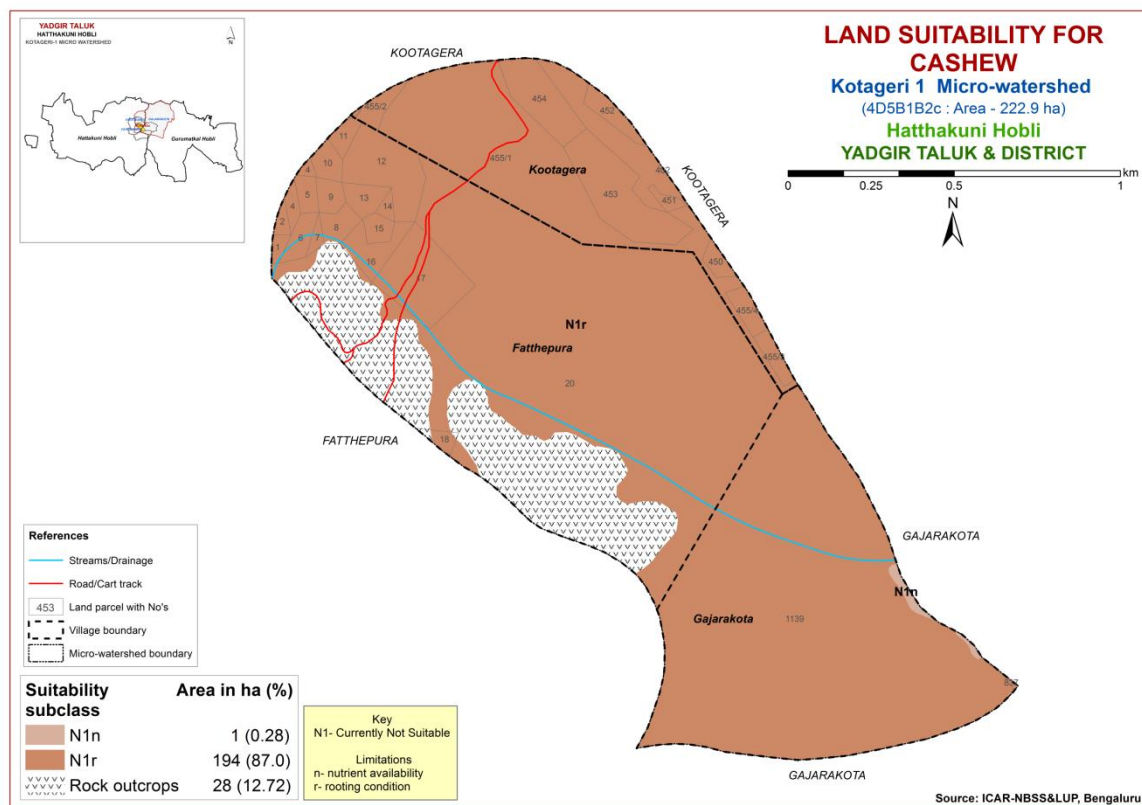 YADGIR TALUK
HATTHAKUNI HOBLI
KOTAGERI-1 MICRO-WATERSHED
N
Hattakuni Hobli
Gurumatkal Hobli
LAND SUITABILITY FOR
CASHEW
Kotageri 1 Micro-watershed
(4D5B1B2c : Area - 222.9 ha)
Hatthakuni Hobli
YADGIR TALUK & DISTRICT
km
0 0.25 0.5 1
N
KOOTAGERA
455/2
454
452
11
12
10
455/1
Kootagera
453
451
KOOTAGERA
4
5
9
13
14
4
2
6
7
8
15
1
16
17
450
455/4
N1r
Fatthepura
20
18
FATTHEPURA
GAJARAKOTA
N1n
Gajarakota
1139
GAJARAKOTA
References
Streams/Drainage
Road/Cart track
453 Land parcel with No's
Village boundary
Micro-watershed boundary
Suitability subclass Area in ha (%)
N1n 1 (0.28)
N1r 194 (87.0)
Rock outcrops 28 (12.72)
Key
N1- Currently Not Suitable
Limitations
n- nutrient availability
r- rooting condition
Source: ICAR-NBSS&LUP, Bengaluru